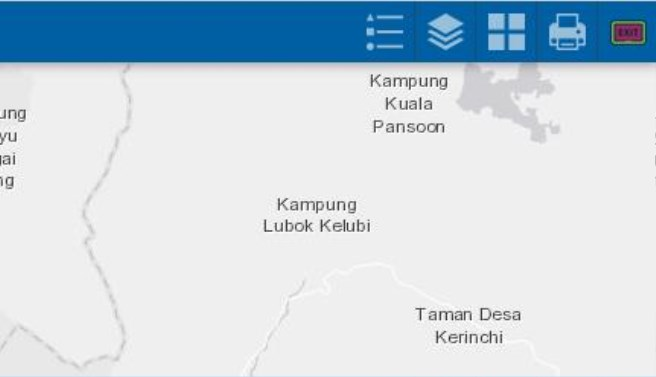 EXIT
Kampung
Kuala
Pansoon
Kampung
Lubok Kelubi
Taman Desa
Kerinchi